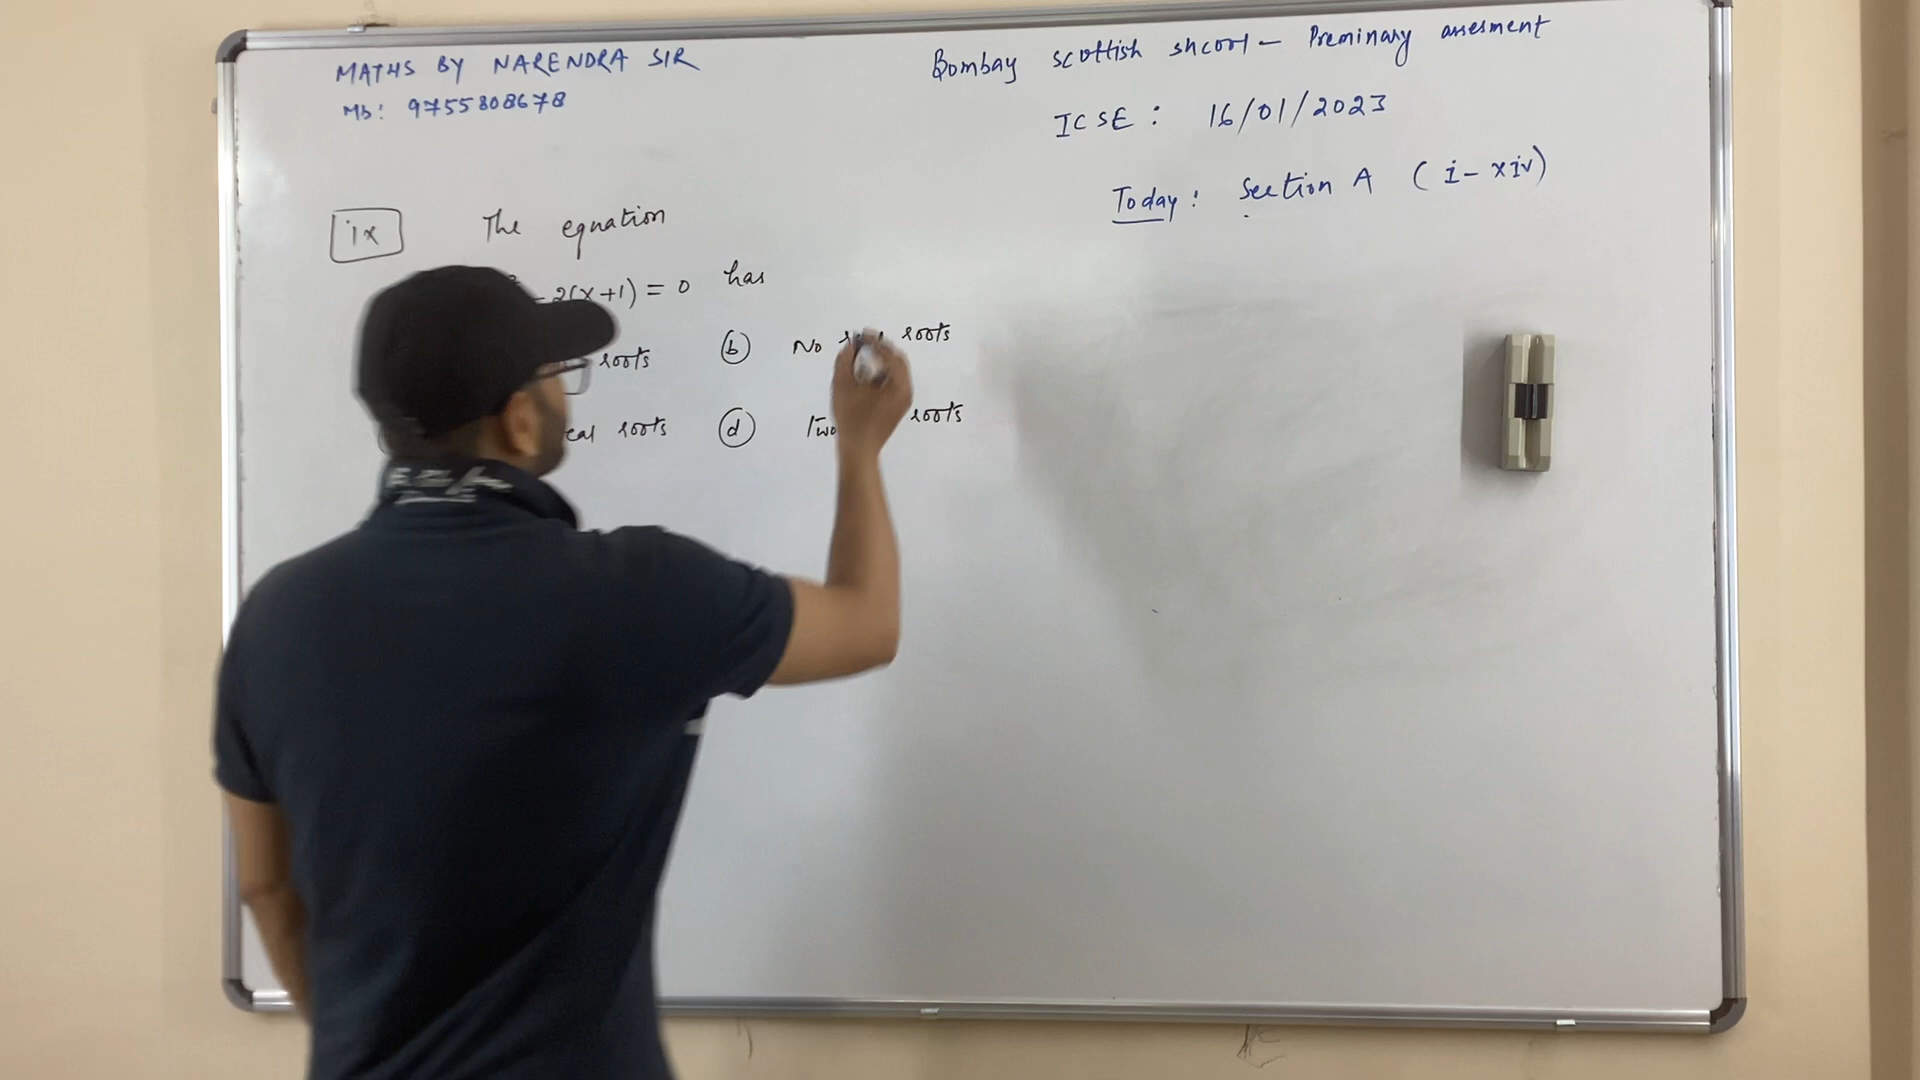 MATHS BY NARENDRA SIR
Mb: 9755808678
Bombay scottish shcool - Preminary assesment
ICSE: 16/01/2023
Today: Section A (i - xiv)
ix The equation
- 2(x+1) = 0 has
roots (b) No roots
roots (d) Two roots